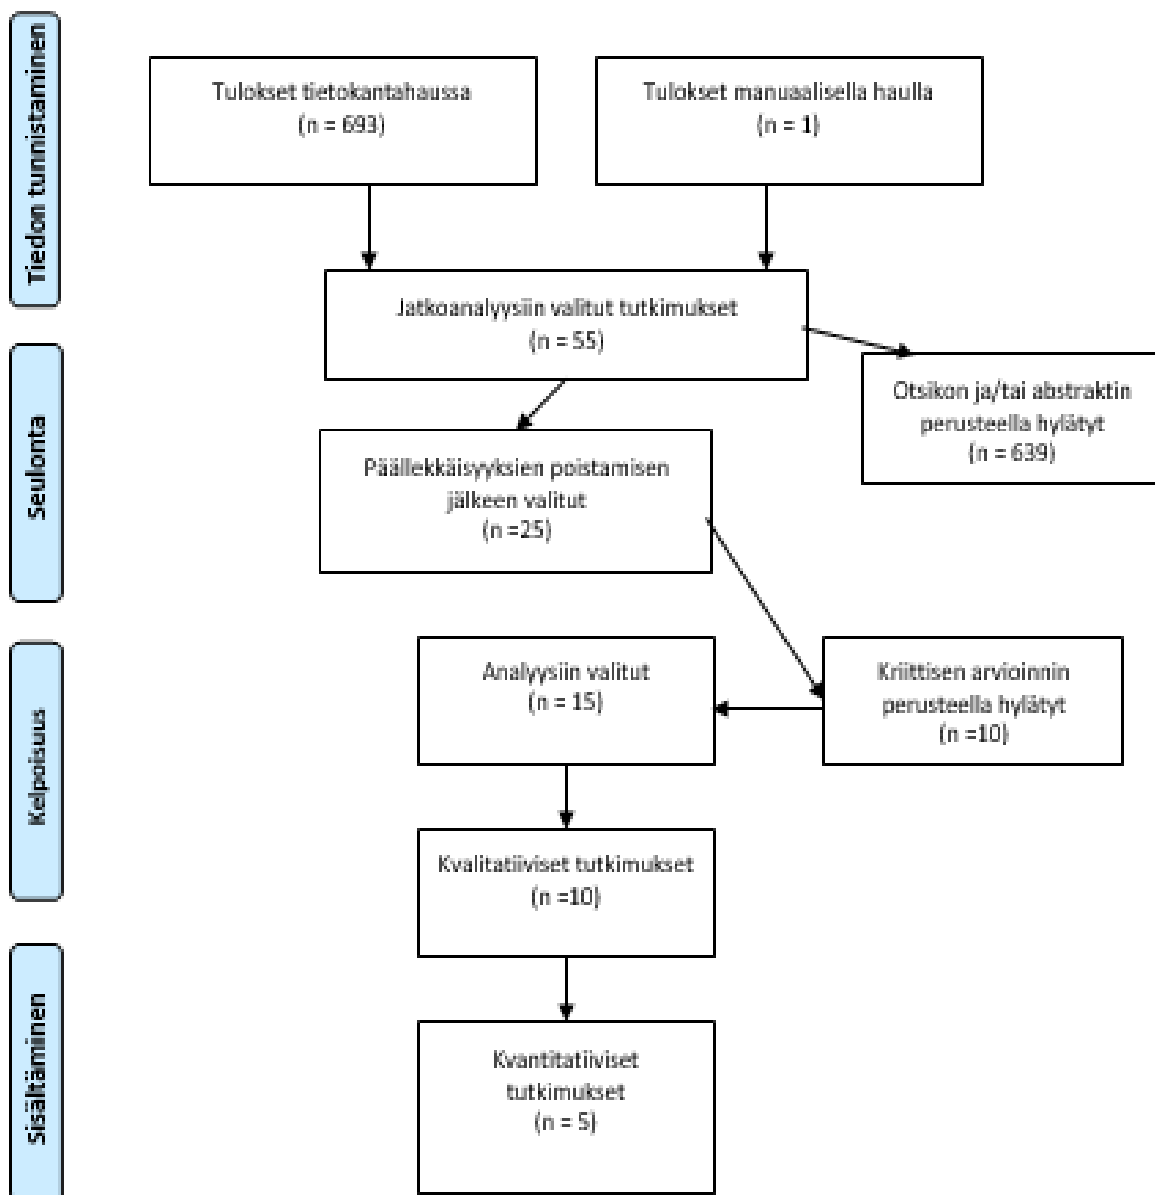 Tiedon tunnistaminen
Tulokset tietokantahaussa
(n = 693)
Tulokset manuaalisella haulla
(n = 1)
Jatkoanalyysiin valitut tutkimukset
(n = 55)
Seulonta
Otsikon ja/tai abstraktin
perusteella hylätyt
(n = 639)
Päällekkäisyyksien poistamisen
jälkeen valitut
(n =25)
Kelpoisuus
Analyysiin valitut
(n = 15)
Kriittisen arvioinnin
perusteella hylätyt
(n =10)
Kvalitatiiviset tutkimukset
(n =10)
Sisältäminen
Kvantitatiiviset
tutkimukset
(n = 5)